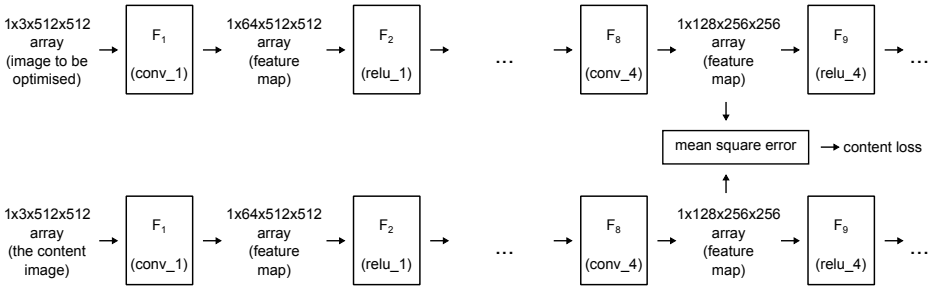 1x3x512x512
array
(image to be
optimised)
F1
(conv_1)
1x64x512x512
array
(feature
map)
F2
(relu_1)
...
F8
(conv_4)
1x128x256x256
array
(feature
map)
F9
(relu_4)
...
mean square error
content loss
1x3x512x512
array
(the content
image)
F1
(conv_1)
1x64x512x512
array
(feature
map)
F2
(relu_1)
...
F8
(conv_4)
1x128x256x256
array
(feature
map)
F9
(relu_4)
...